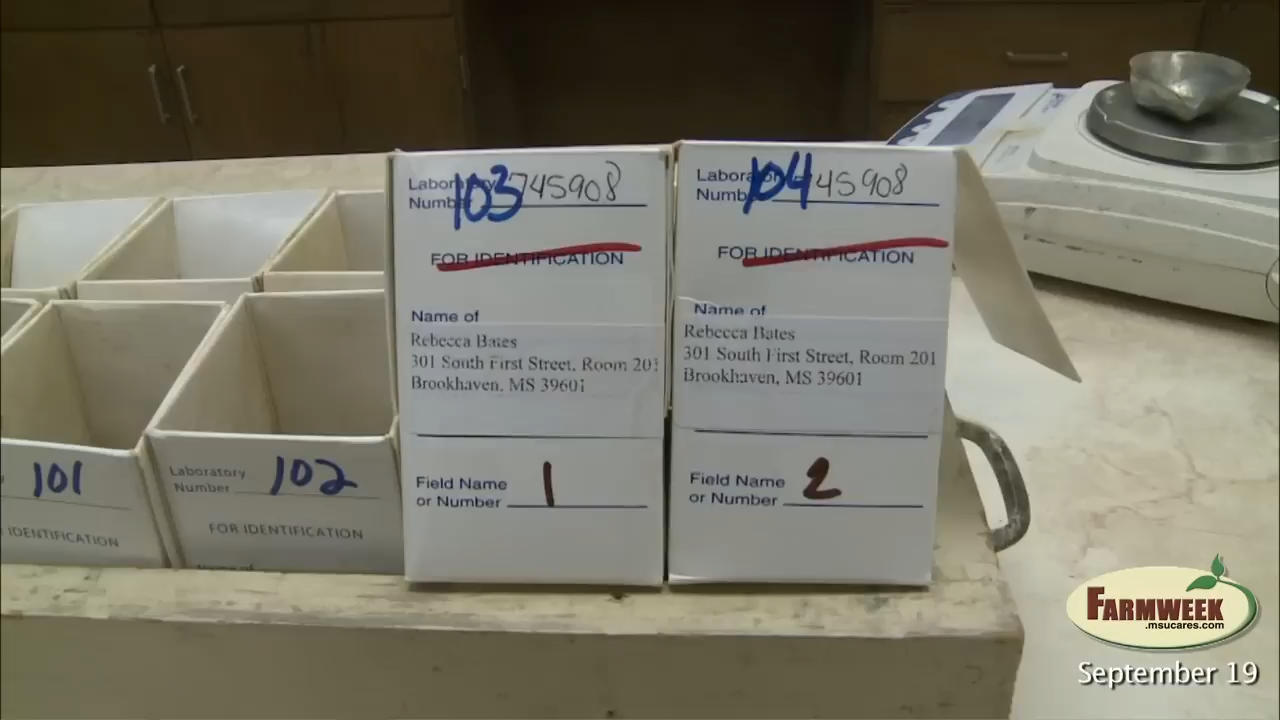 Laboratory
Number 103 745908
FOR IDENTIFICATION
Name of
Rebecca Bates
301 South First Street, Room 201
Brookhaven, MS 39601
Field Name
or Number 1
Laboratory
Number 104 45908
FOR IDENTIFICATION
Name of
Rebecca Bates
301 South First Street, Room 201
Brookhaven, MS 39601
Field Name
or Number 2
101
IDENTIFICATION
Laboratory
Number 102
FOR IDENTIFICATION
Name of
FARMWEEK
.msucares.com
September 19